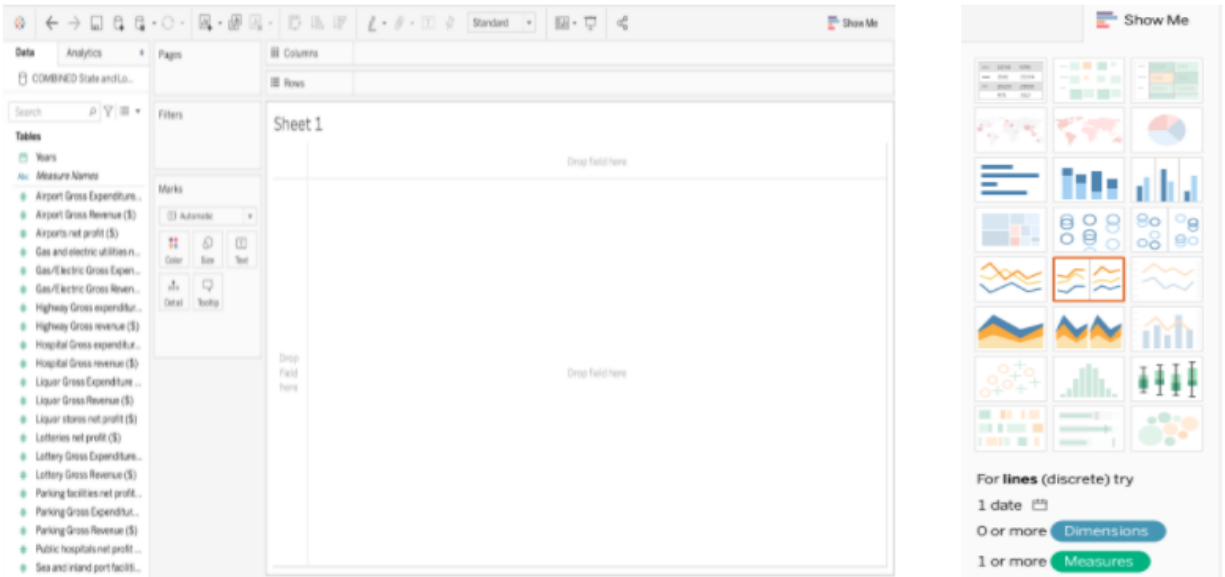 Standard
Show Me
Data
Analytics
Pages
Columns
COMBINED State and Lo...
Rows
Search
Filters
Sheet 1
Tables
Years
Drop field here
Abc Measure Names
Marks
Airport Gross Expenditure...
Airport Gross Revenue ($)
Automatic
Airports net profit ($)
Gas and electric utilities n...
Color
Size
Text
Gas/Electric Gross Expen...
Gas/Electric Gross Reven...
Detail
Tooltip
Highway Gross expenditur...
Highway Gross revenue ($)
Hospital Gross expenditur...
Hospital Gross revenue ($)
Drop
Field
here
Drop field here
Liquor Gross Expenditure ...
Liquor Gross Revenue ($)
Liquor stores net profit ($)
Lotteries net profit ($)
Lottery Gross Expenditure...
Lottery Gross Revenue ($)
Parking facilities net profit...
Parking Gross Expenditur...
Parking Gross Revenue ($)
Public hospitals net profit ...
Sea and inland port faciliti...
Show Me
For lines (discrete) try
1 date
0 or more Dimensions
1 or more Measures